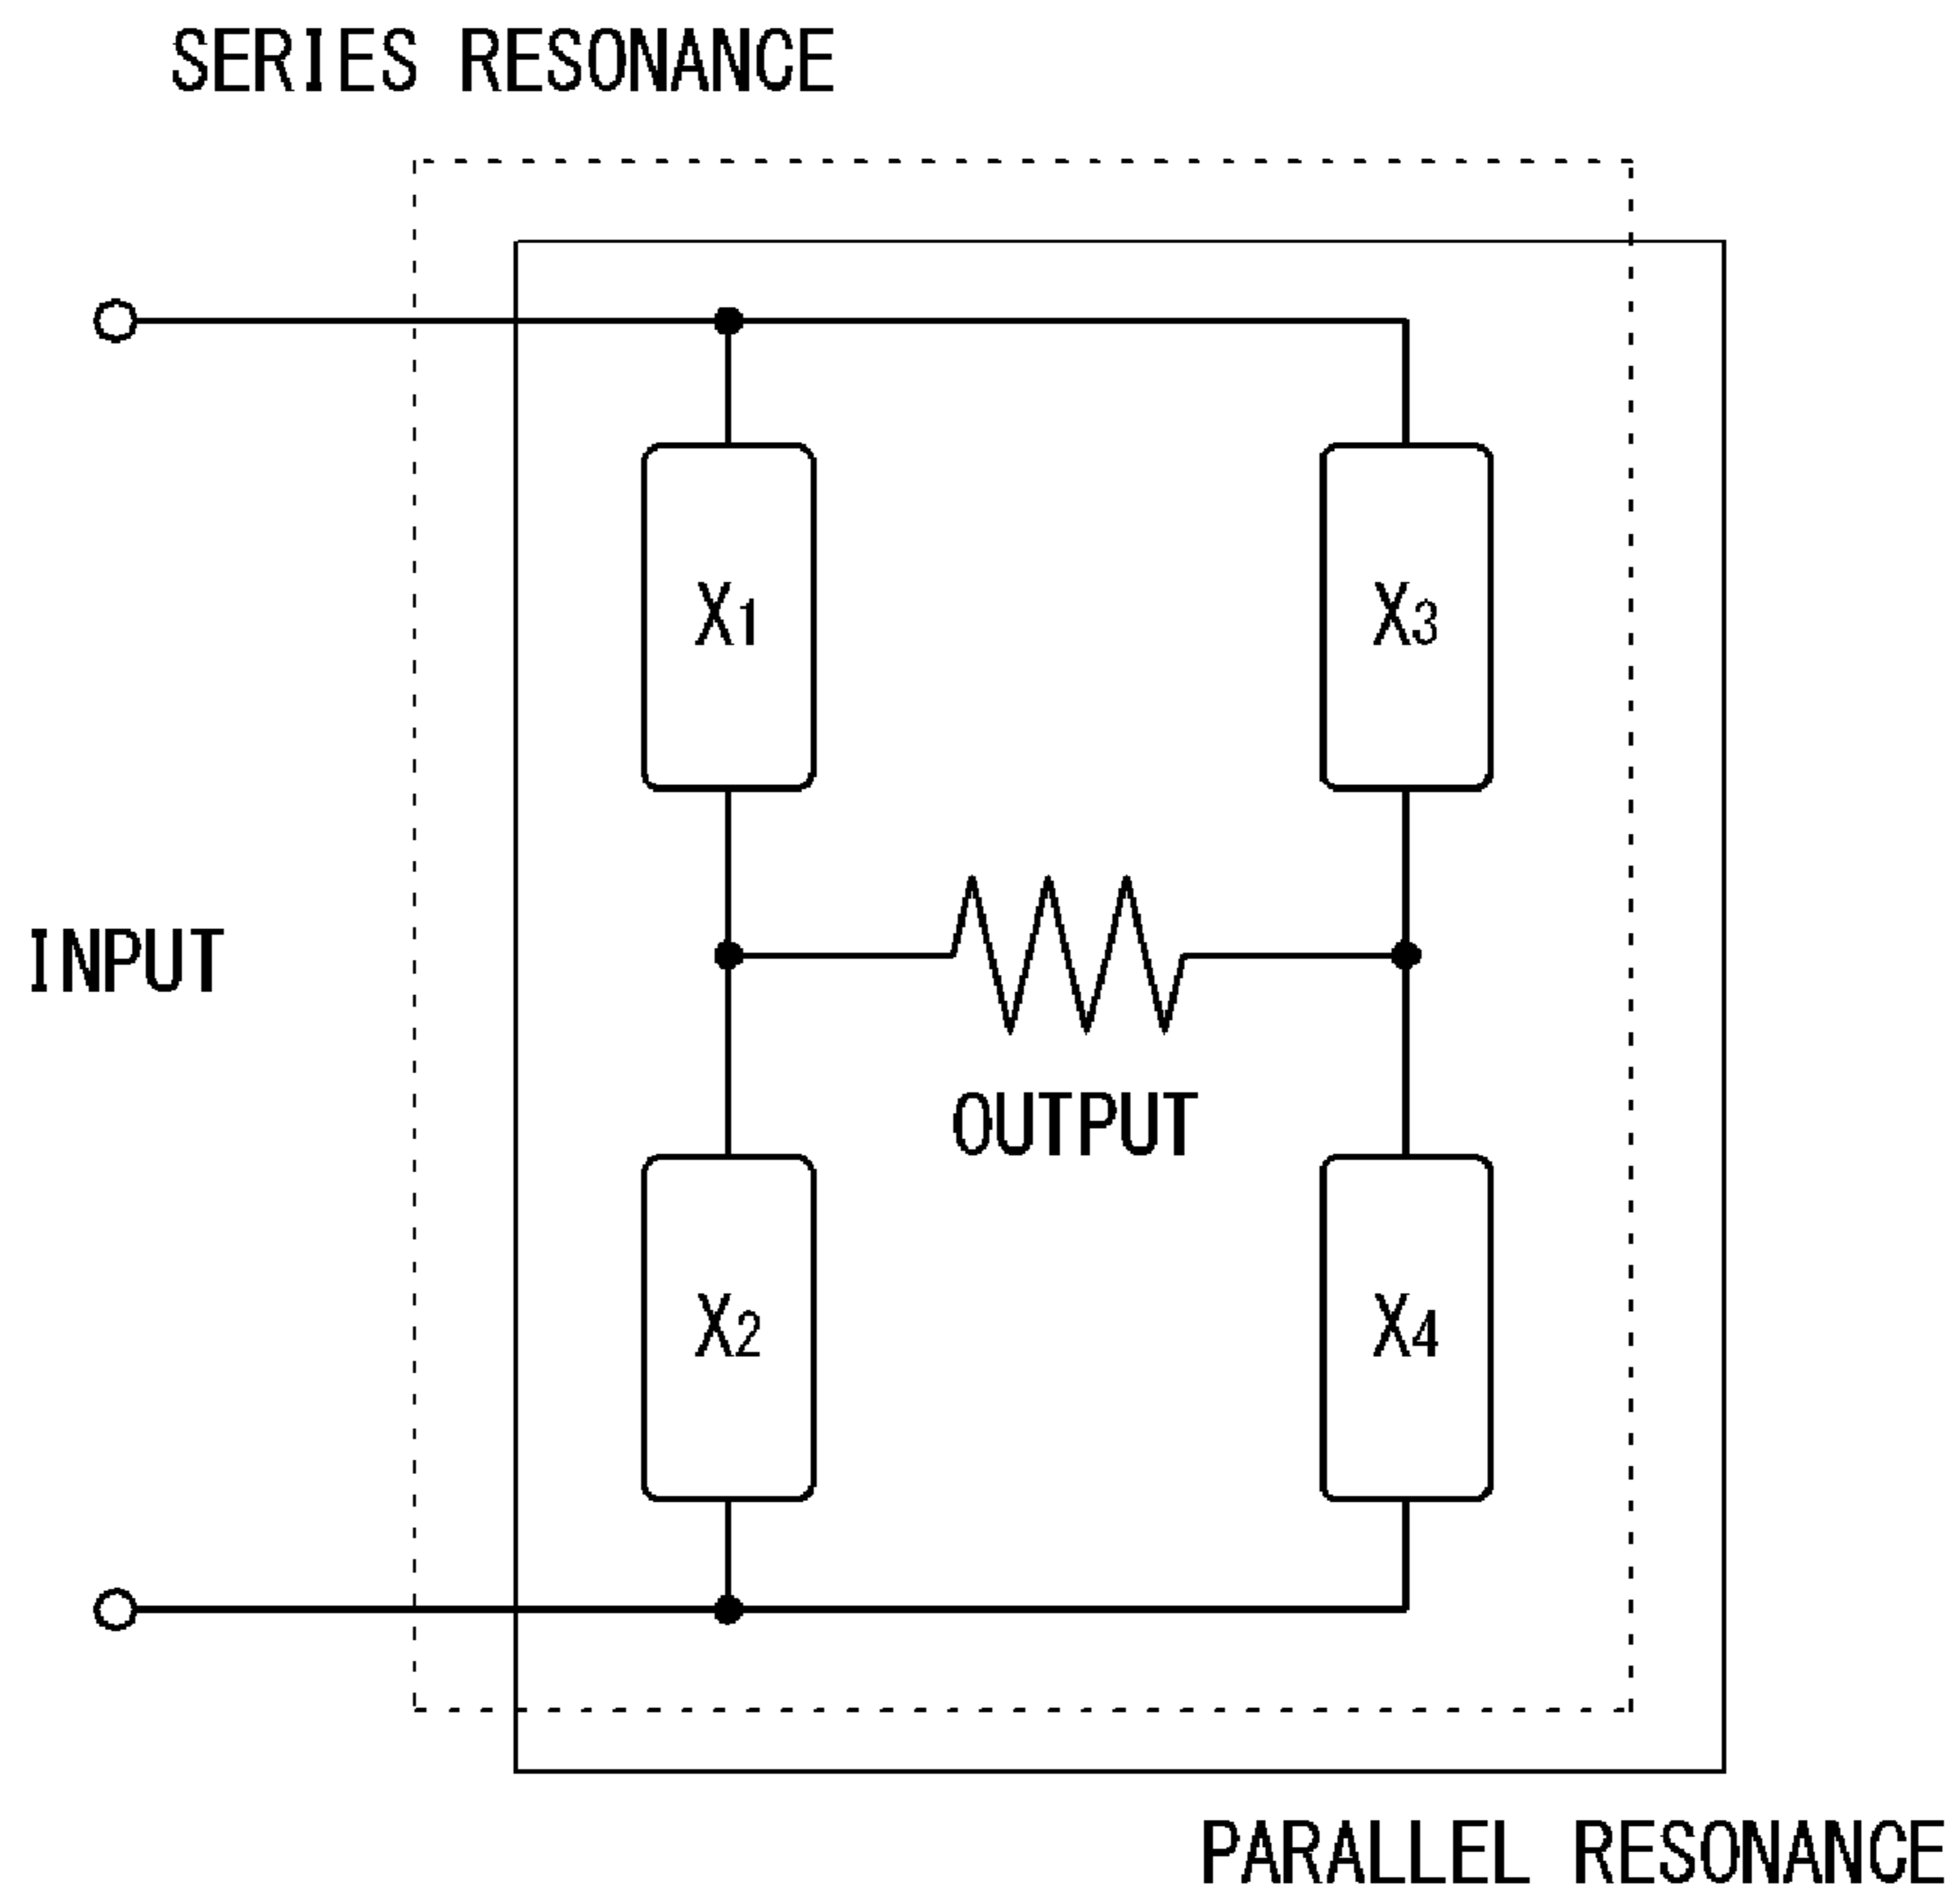 SERIES RESONANCE
X1
X3
INPUT
OUTPUT
X2
X4
PARALLEL RESONANCE